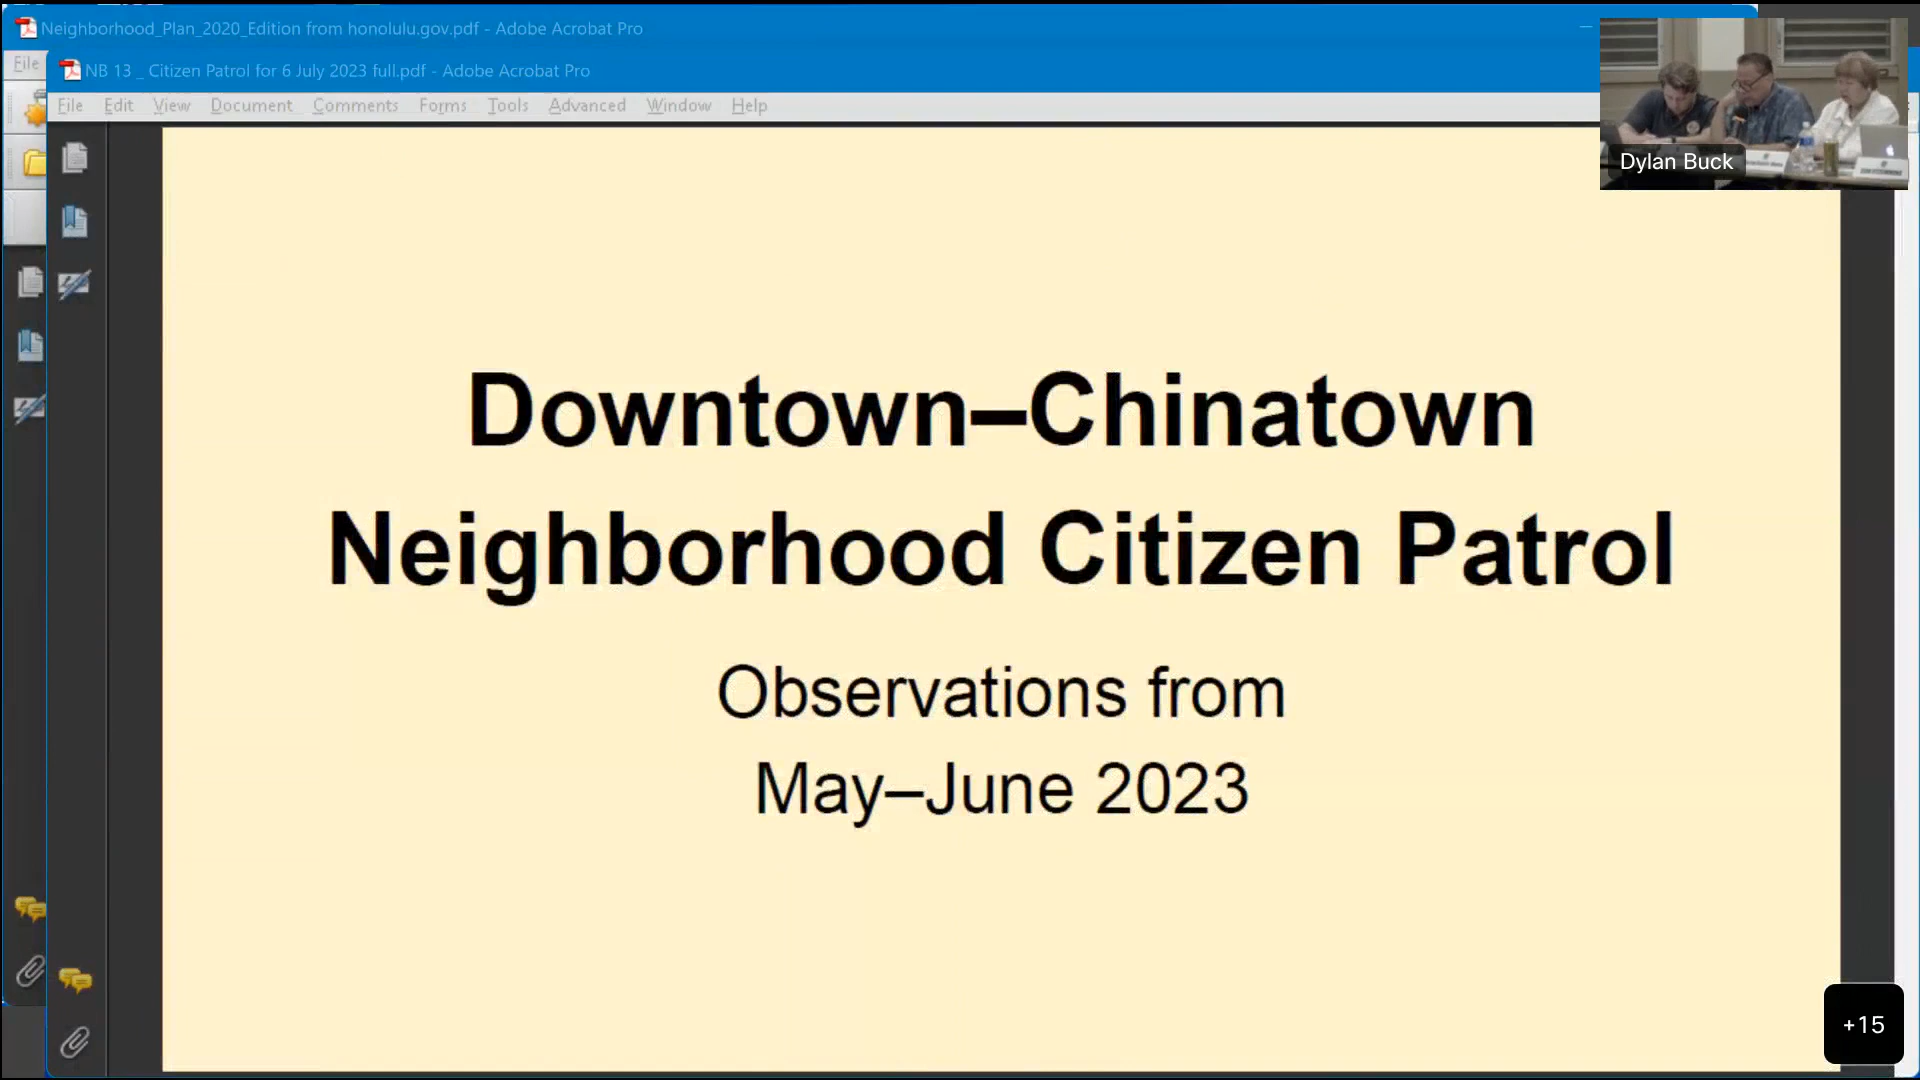 Neighborhood_Plan_2020_Edition from honolulu.gov.pdf - Adobe Acrobat Pro
File
NB 13 _ Citizen Patrol for 6 July 2023 full.pdf - Adobe Acrobat Pro
File Edit View Document Comments Forms Tools Advanced Window Help
Dylan Buck
Downtown–Chinatown
Neighborhood Citizen Patrol
Observations from
May–June 2023
+15